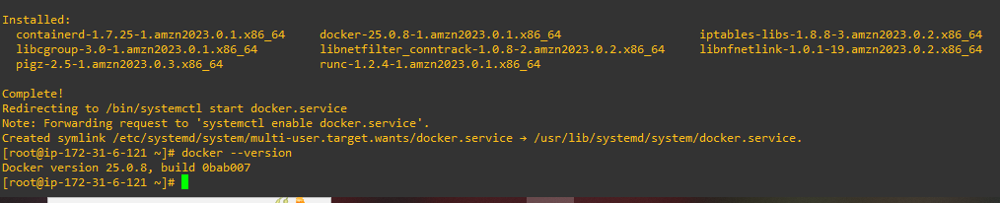 Installed:
containerd-1.7.25-1.amzn2023.0.1.x86_64 docker-25.0.8-1.amzn2023.0.1.x86_64 iptables-libs-1.8.8-3.amzn2023.0.2.x86_64
libcgroup-3.0-1.amzn2023.0.1.x86_64 libnetfilter_conntrack-1.0.8-2.amzn2023.0.2.x86_64 libnfnetlink-1.0.1-19.amzn2023.0.2.x86_64
pigz-2.5-1.amzn2023.0.3.x86_64 runc-1.2.4-1.amzn2023.0.1.x86_64
Complete!
Redirecting to /bin/systemctl start docker.service
Note: Forwarding request to 'systemctl enable docker.service'.
Created symlink /etc/systemd/system/multi-user.target.wants/docker.service → /usr/lib/systemd/system/docker.service.
[root@ip-172-31-6-121 ~]# docker --version
Docker version 25.0.8, build 0bab007
[root@ip-172-31-6-121 ~]#